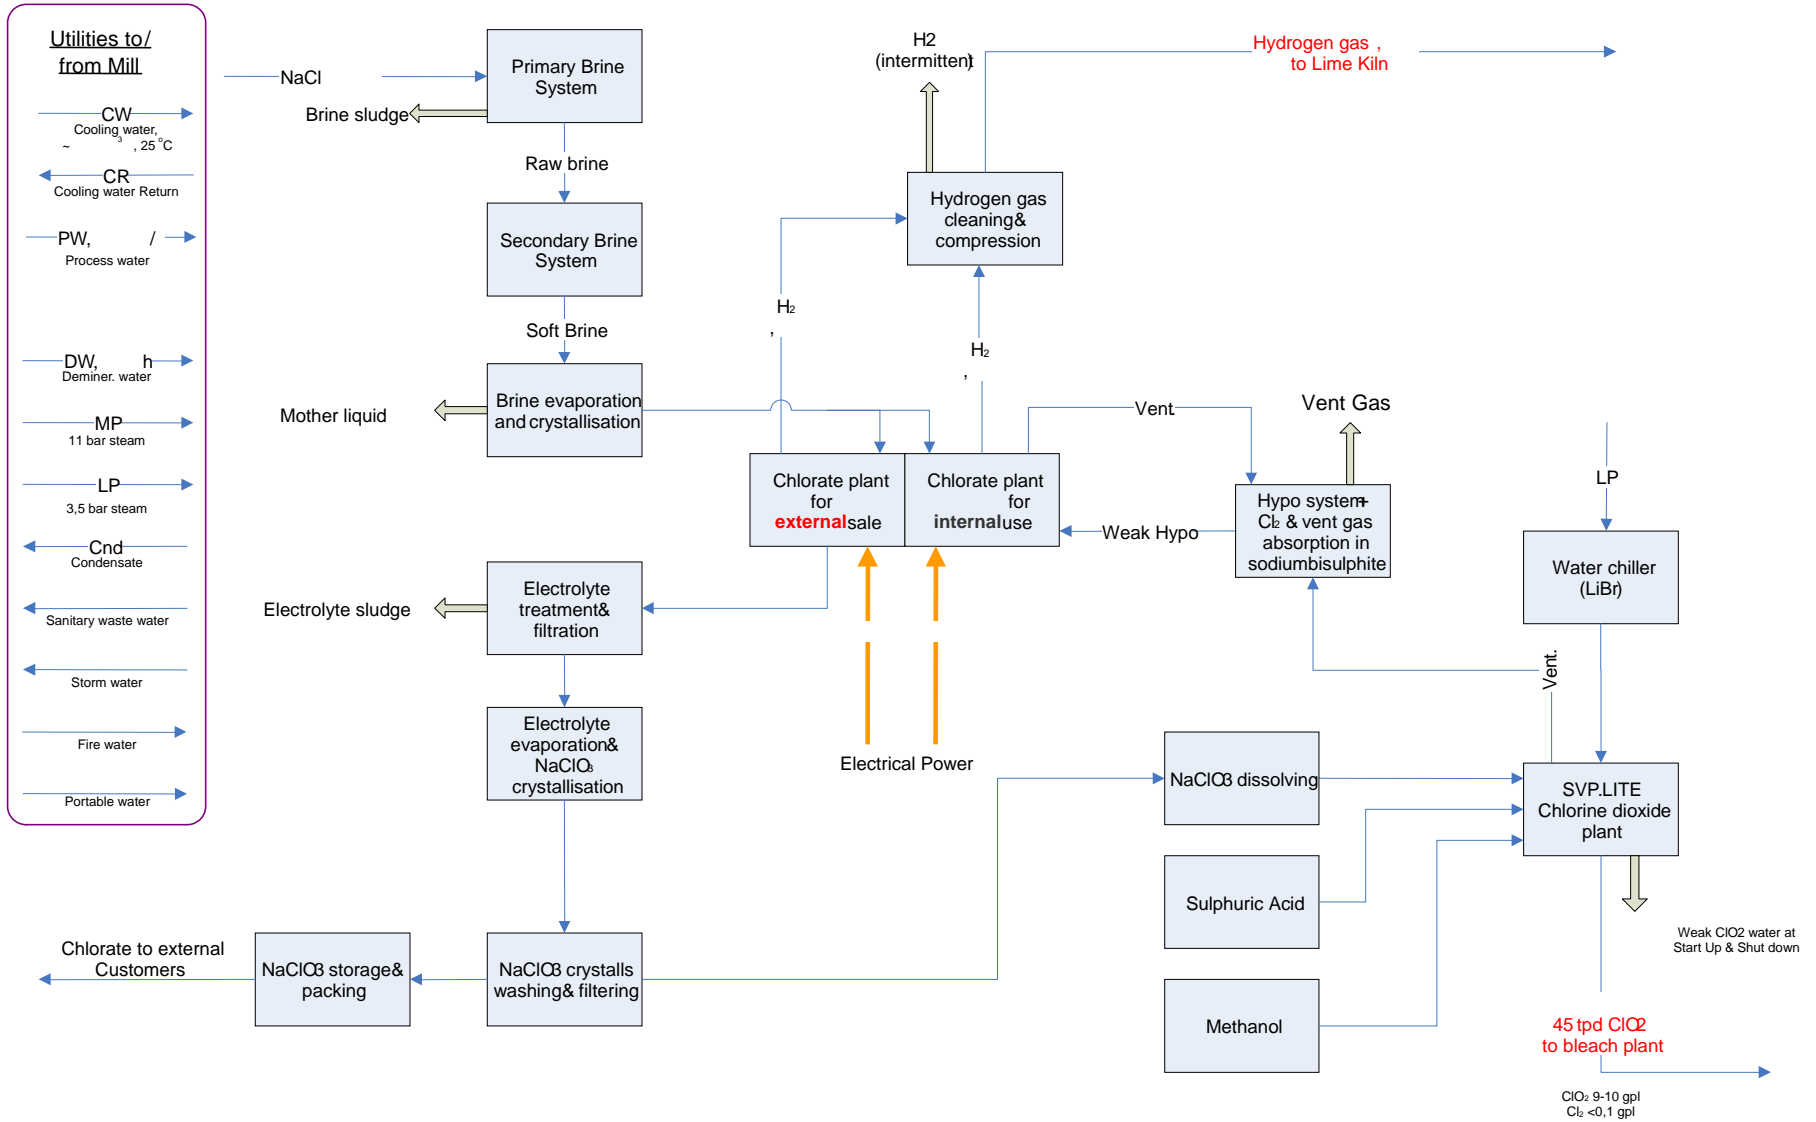 Utilities to/
from Mill
CW
Cooling water,
~ 3 , 25 °C
CR
Cooling water Return
PW, /
Process water
DW, h
Deminer. water
MP
11 bar steam
LP
3,5 bar steam
Cnd
Condensate
Sanitary waste water
Storm water
Fire water
Portable water
NaCl
Primary Brine
System
Brine sludge
Raw brine
Secondary Brine
System
Soft Brine
Brine evaporation
and crystallisation
Mother liquid
H2
(intermittent)
Hydrogen gas ,
to Lime Kiln
Hydrogen gas
cleaning&
compression
H2
,
H2
,
Chlorate plant
for
external sale
Chlorate plant
for
internal use
Vent.
Weak Hypo
Vent Gas
Hypo system+
Cl2 & vent gas
absorption in
sodiumbisulphite
LP
Water chiller
(LiBr)
Electrolyte
treatment&
filtration
Electrolyte sludge
Electrolyte
evaporation&
NaClO3
crystallisation
Electrical Power
Vent.
NaClO3 dissolving
SVP.LITE
Chlorine dioxide
plant
Sulphuric Acid
Methanol
Weak ClO2 water at
Start Up & Shut down
Chlorate to external
Customers
NaClO3 storage&
packing
NaClO3 crystalls
washing& filtering
45 tpd ClO2
to bleach plant
ClO2 9-10 gpl
Cl2 <0,1 gpl